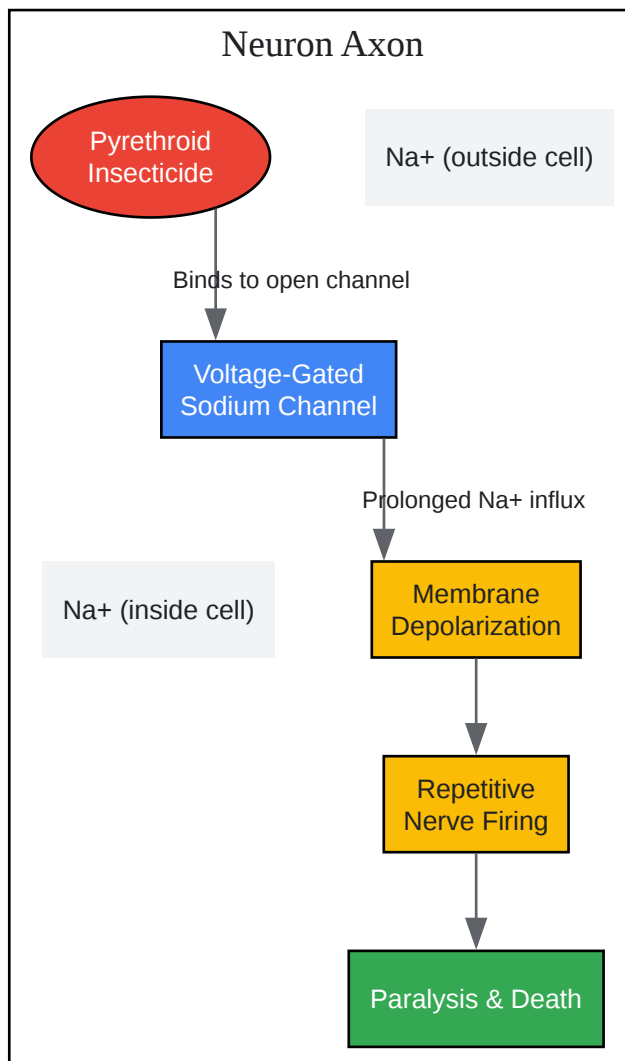 Neuron Axon
Pyrethroid
Insecticide
Na+ (outside cell)
Binds to open channel
Voltage-Gated
Sodium Channel
Prolonged Na+ influx
Na+ (inside cell)
Membrane
Depolarization
Repetitive
Nerve Firing
Paralysis & Death